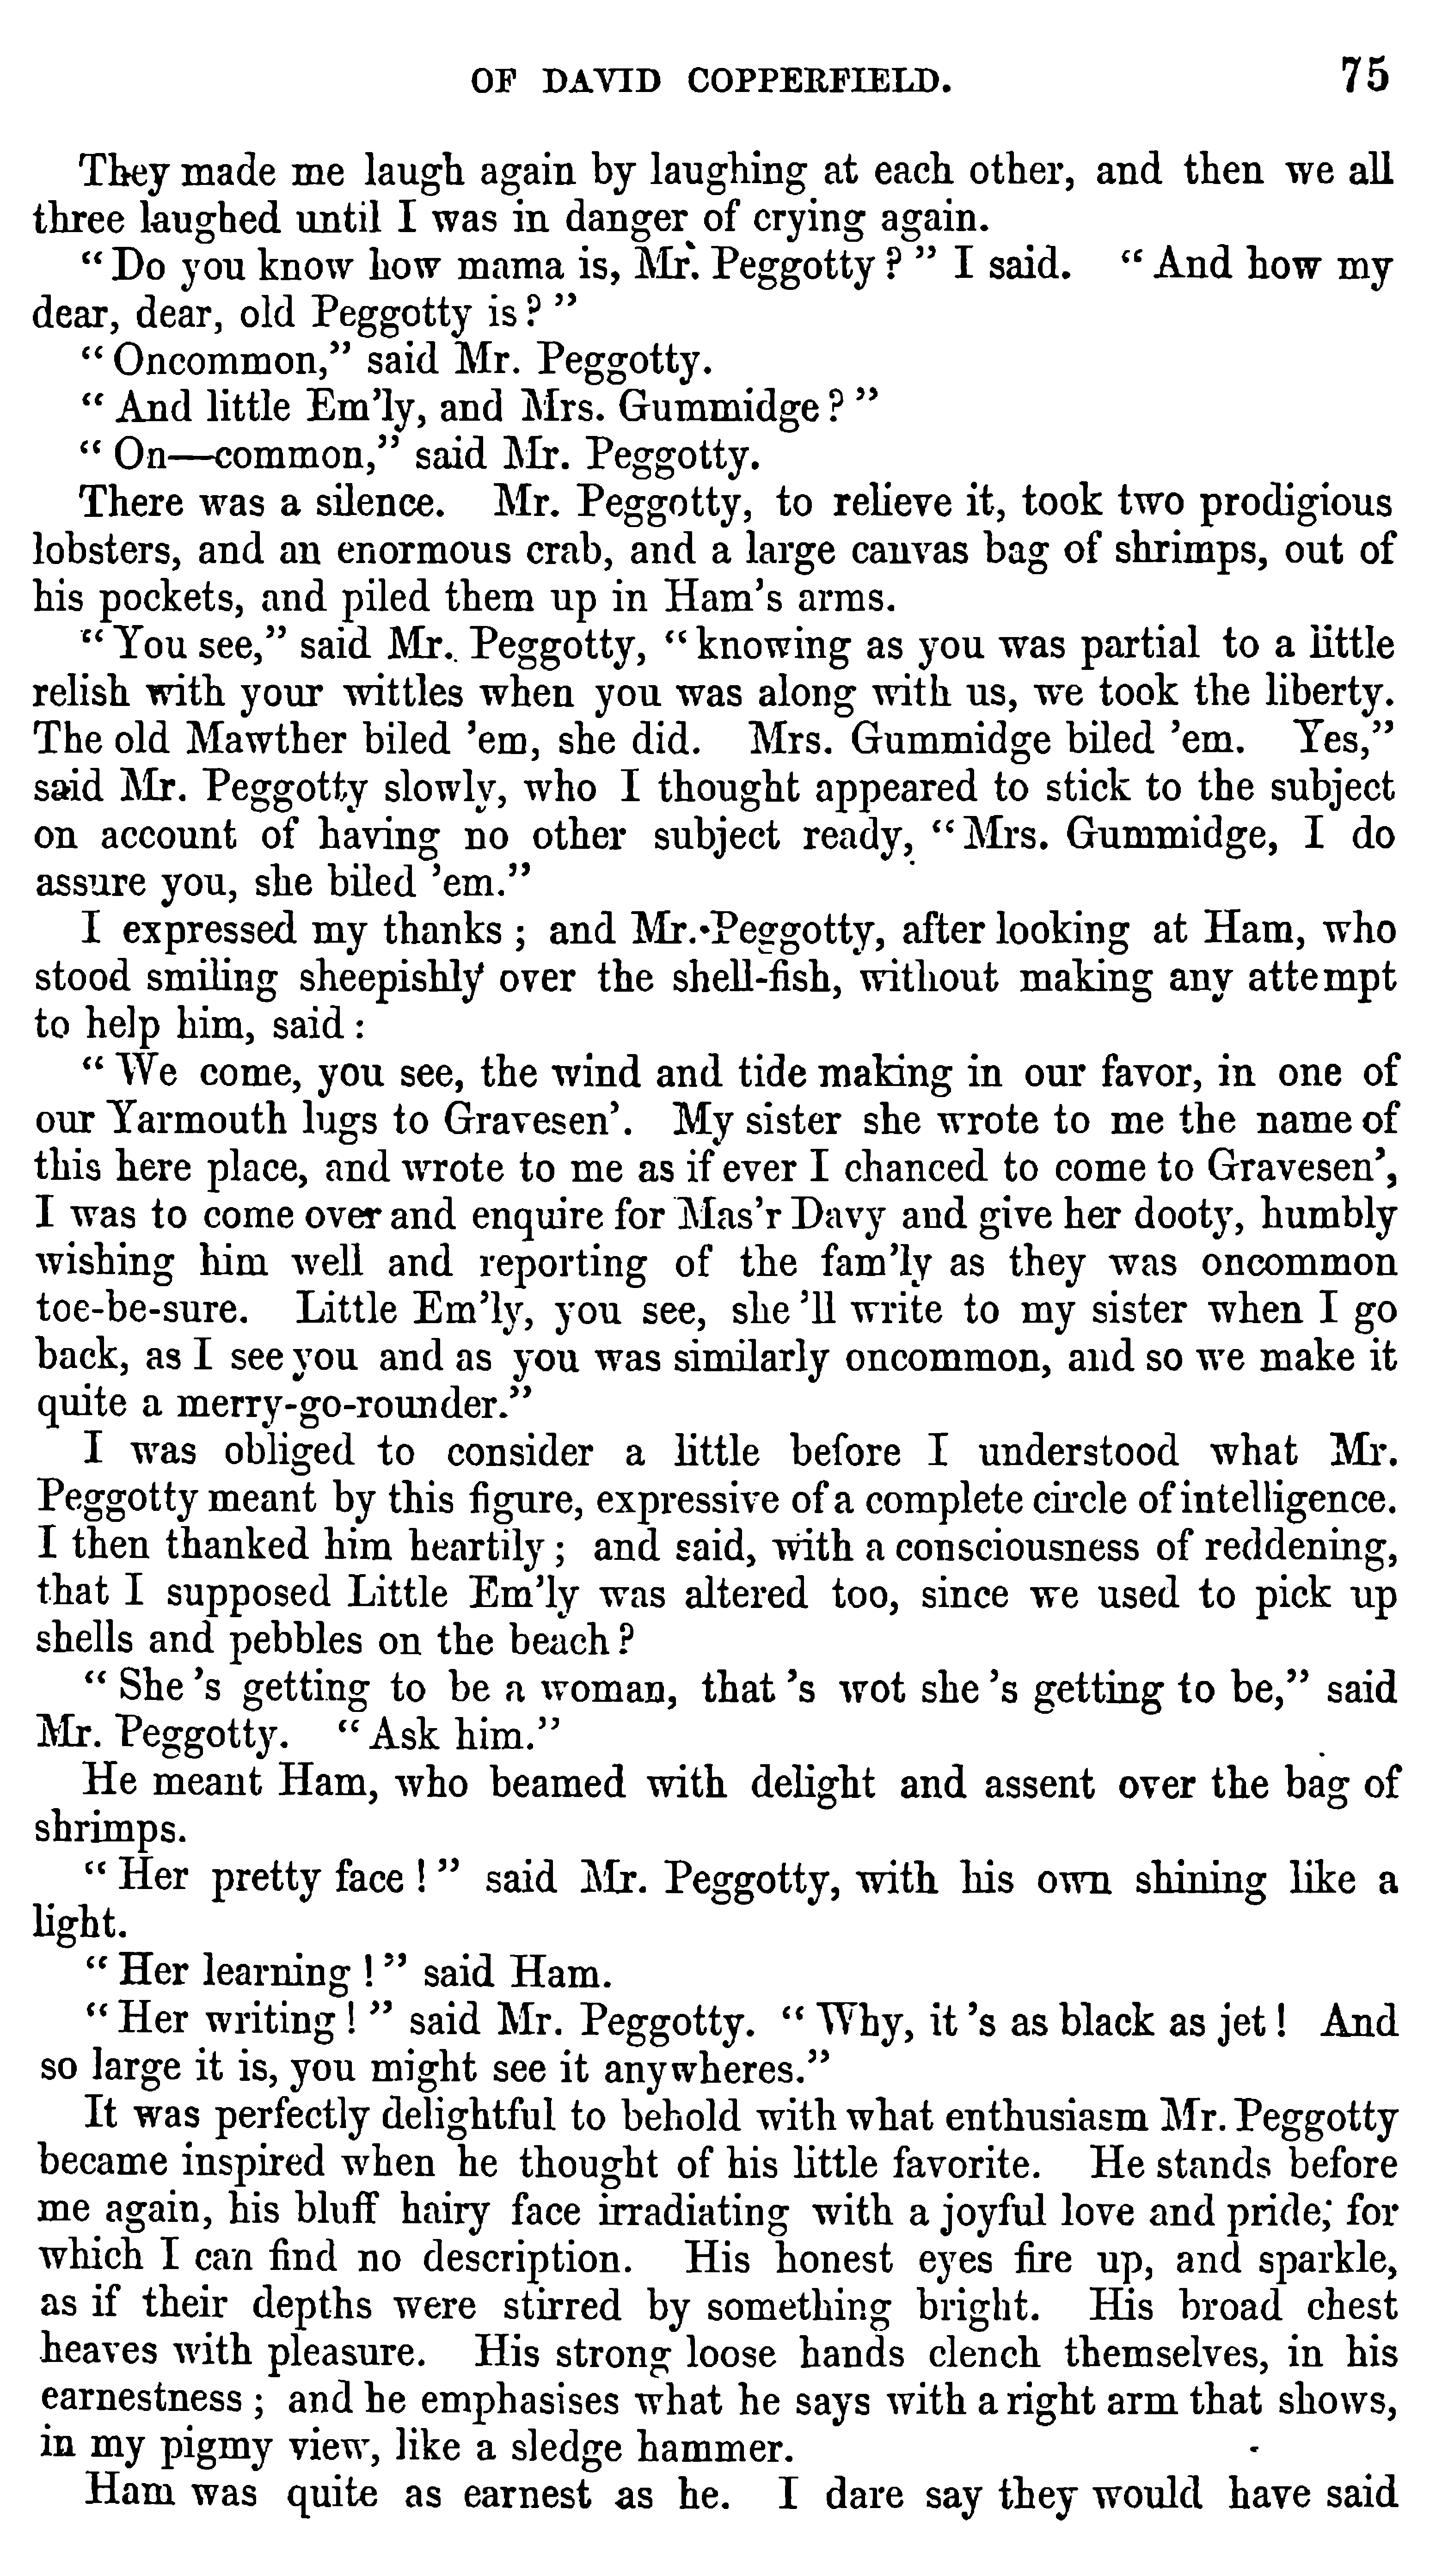 OF DAVID COPPERFIELD. 75
They made me laugh again by laughing at each other, and then we all
three laughed until I was in danger of crying again.
“Do you know how mama is, Mr. Peggotty?” I said. “And how my
dear, dear, old Peggotty is?”
“Oncommon,” said Mr. Peggotty.
“And little Em’ly, and Mrs. Gummidge?”
“On—common,” said Mr. Peggotty.
There was a silence. Mr. Peggotty, to relieve it, took two prodigious
lobsters, and an enormous crab, and a large canvas bag of shrimps, out of
his pockets, and piled them up in Ham’s arms.
“You see,” said Mr. Peggotty, “knowing as you was partial to a little
relish with your wittles when you was along with us, we took the liberty.
The old Mawther biled ’em, she did. Mrs. Gummidge biled ’em. Yes,”
said Mr. Peggotty slowly, who I thought appeared to stick to the subject
on account of having no other subject ready, “Mrs. Gummidge, I do
assure you, she biled ’em.”
I expressed my thanks; and Mr. Peggotty, after looking at Ham, who
stood smiling sheepishly over the shell-fish, without making any attempt
to help him, said:
“We come, you see, the wind and tide making in our favor, in one of
our Yarmouth lugs to Gravesen’. My sister she wrote to me the name of
this here place, and wrote to me as if ever I chanced to come to Gravesen’,
I was to come over and enquire for Mas’r Davy and give her dooty, humbly
wishing him well and reporting of the fam’ly as they was oncommon
toe-be-sure. Little Em’ly, you see, she ’ll write to my sister when I go
back, as I see you and as you was similarly oncommon, and so we make it
quite a merry-go-rounder.”
I was obliged to consider a little before I understood what Mr.
Peggotty meant by this figure, expressive of a complete circle of intelligence.
I then thanked him heartily; and said, with a consciousness of reddening,
that I supposed Little Em’ly was altered too, since we used to pick up
shells and pebbles on the beach?
“She ’s getting to be a woman, that ’s wot she ’s getting to be,” said
Mr. Peggotty. “Ask him.”
He meant Ham, who beamed with delight and assent over the bag of
shrimps.
“Her pretty face!” said Mr. Peggotty, with his own shining like a
light.
“Her learning!” said Ham.
“Her writing!” said Mr. Peggotty. “Why, it ’s as black as jet! And
so large it is, you might see it anywheres.”
It was perfectly delightful to behold with what enthusiasm Mr. Peggotty
became inspired when he thought of his little favorite. He stands before
me again, his bluff hairy face irradiating with a joyful love and pride, for
which I can find no description. His honest eyes fire up, and sparkle,
as if their depths were stirred by something bright. His broad chest
heaves with pleasure. His strong loose hands clench themselves, in his
earnestness; and he emphasises what he says with a right arm that shows,
in my pigmy view, like a sledge hammer.
Ham was quite as earnest as he. I dare say they would have said